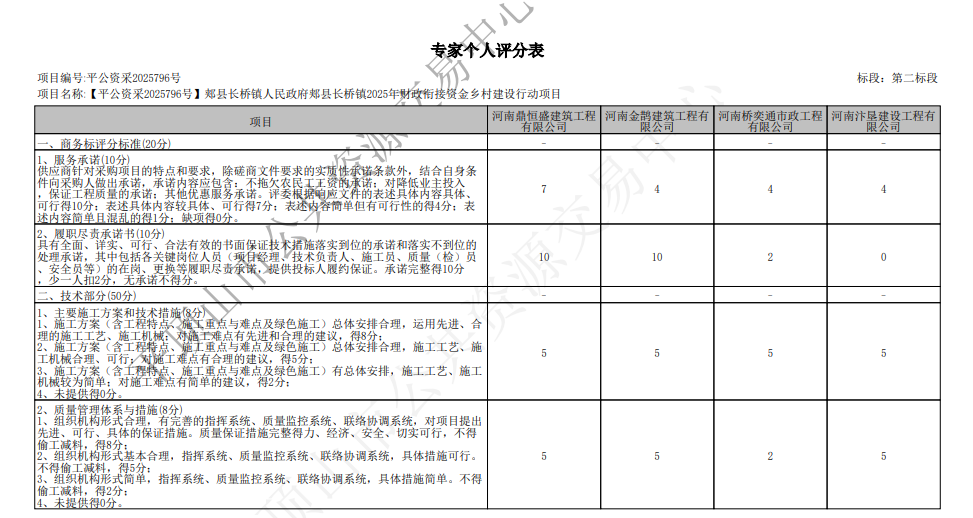 专家个人评分表
项目编号:平公资采2025796号
标段: 第二标段
项目名称:【平公资采2025796号】郏县长桥镇人民政府郏县长桥镇2025年财政衔接资金乡村建设行动项目
项目
河南鼎恒盛建筑工程有限公司
河南金鹊建筑工程有限公司
河南桥奕通市政工程有限公司
河南汴垦建设工程有限公司
一、商务标评分标准(20分)
- - - -
1、服务承诺(10分)
供应商针对采购项目的特点和要求，除磋商文件要求的实质性承诺条款外，结合自身条
件向采购人做出承诺，承诺内容应包含：不拖欠农民工工资的承诺；对降低业主投入
，保证工程质量的承诺；其他优惠服务承诺。评委根据响应文件的表述具体内容具体、
可行得10分；表述具体内容较具体、可行得7分；表述内容简单但有可行性的得4分；表
述内容简单且混乱的得1分；缺项得0分。
7 4 4 4
2、履职尽责承诺书(10分)
具有全面、详实、可行、合法有效的书面保证技术措施落实到位的承诺和落实不到位的
处理承诺，其中包括各关键岗位人员（项目经理、技术负责人、施工员、质量（检）员
、安全员等）的在岗、更换等履职尽责承诺，提供投标人履约保证。承诺完整得10分
，少一人扣2分，无承诺不得分。
10 10 2 0
二、技术部分(50分)
- - - -
1、主要施工方案和技术措施(8分)
1、施工方案（含工程特点、施工重点与难点及绿色施工）总体安排合理，运用先进、合
理的施工工艺、施工机械；对施工难点有先进和合理的建议，得8分；
2、施工方案（含工程特点、施工重点与难点及绿色施工）总体安排合理，施工工艺、施
工机械合理、可行；对施工难点有合理的建议，得5分；
3、施工方案（含工程特点、施工重点与难点及绿色施工）有总体安排，施工工艺、施工
机械较为简单；对施工难点有简单的建议，得2分；
4、未提供得0分。
5 5 5 5
2、质量管理体系与措施(8分)
1、组织机构形式合理，有完善的指挥系统、质量监控系统、联络协调系统，对项目提出
先进、可行、具体的保证措施。质量保证措施完整得力、经济、安全、切实可行，不得
偷工减料，得8分；
2、组织机构形式基本合理，指挥系统、质量监控系统、联络协调系统，具体措施可行。
不得偷工减料，得5分；
3、组织机构形式简单，指挥系统、质量监控系统、联络协调系统，具体措施简单。不得
偷工减料，得2分；
4、未提供得0分。
5 5 2 5
平顶山市公共资源交易中心
顶山市公共资源交易中心